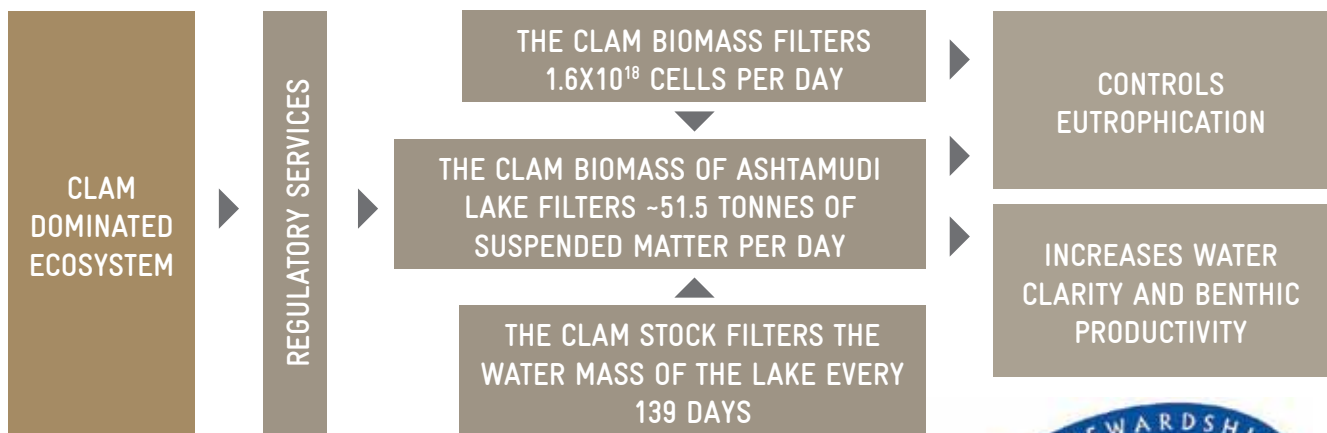 CLAM
DOMINATED
ECOSYSTEM
REGULATORY SERVICES
THE CLAM BIOMASS FILTERS
1.6X10¹⁸ CELLS PER DAY
THE CLAM BIOMASS OF ASHTAMUDI
LAKE FILTERS ~51.5 TONNES OF
SUSPENDED MATTER PER DAY
THE CLAM STOCK FILTERS THE
WATER MASS OF THE LAKE EVERY
139 DAYS
CONTROLS
EUTROPHICATION
INCREASES WATER
CLARITY AND BENTHIC
PRODUCTIVITY